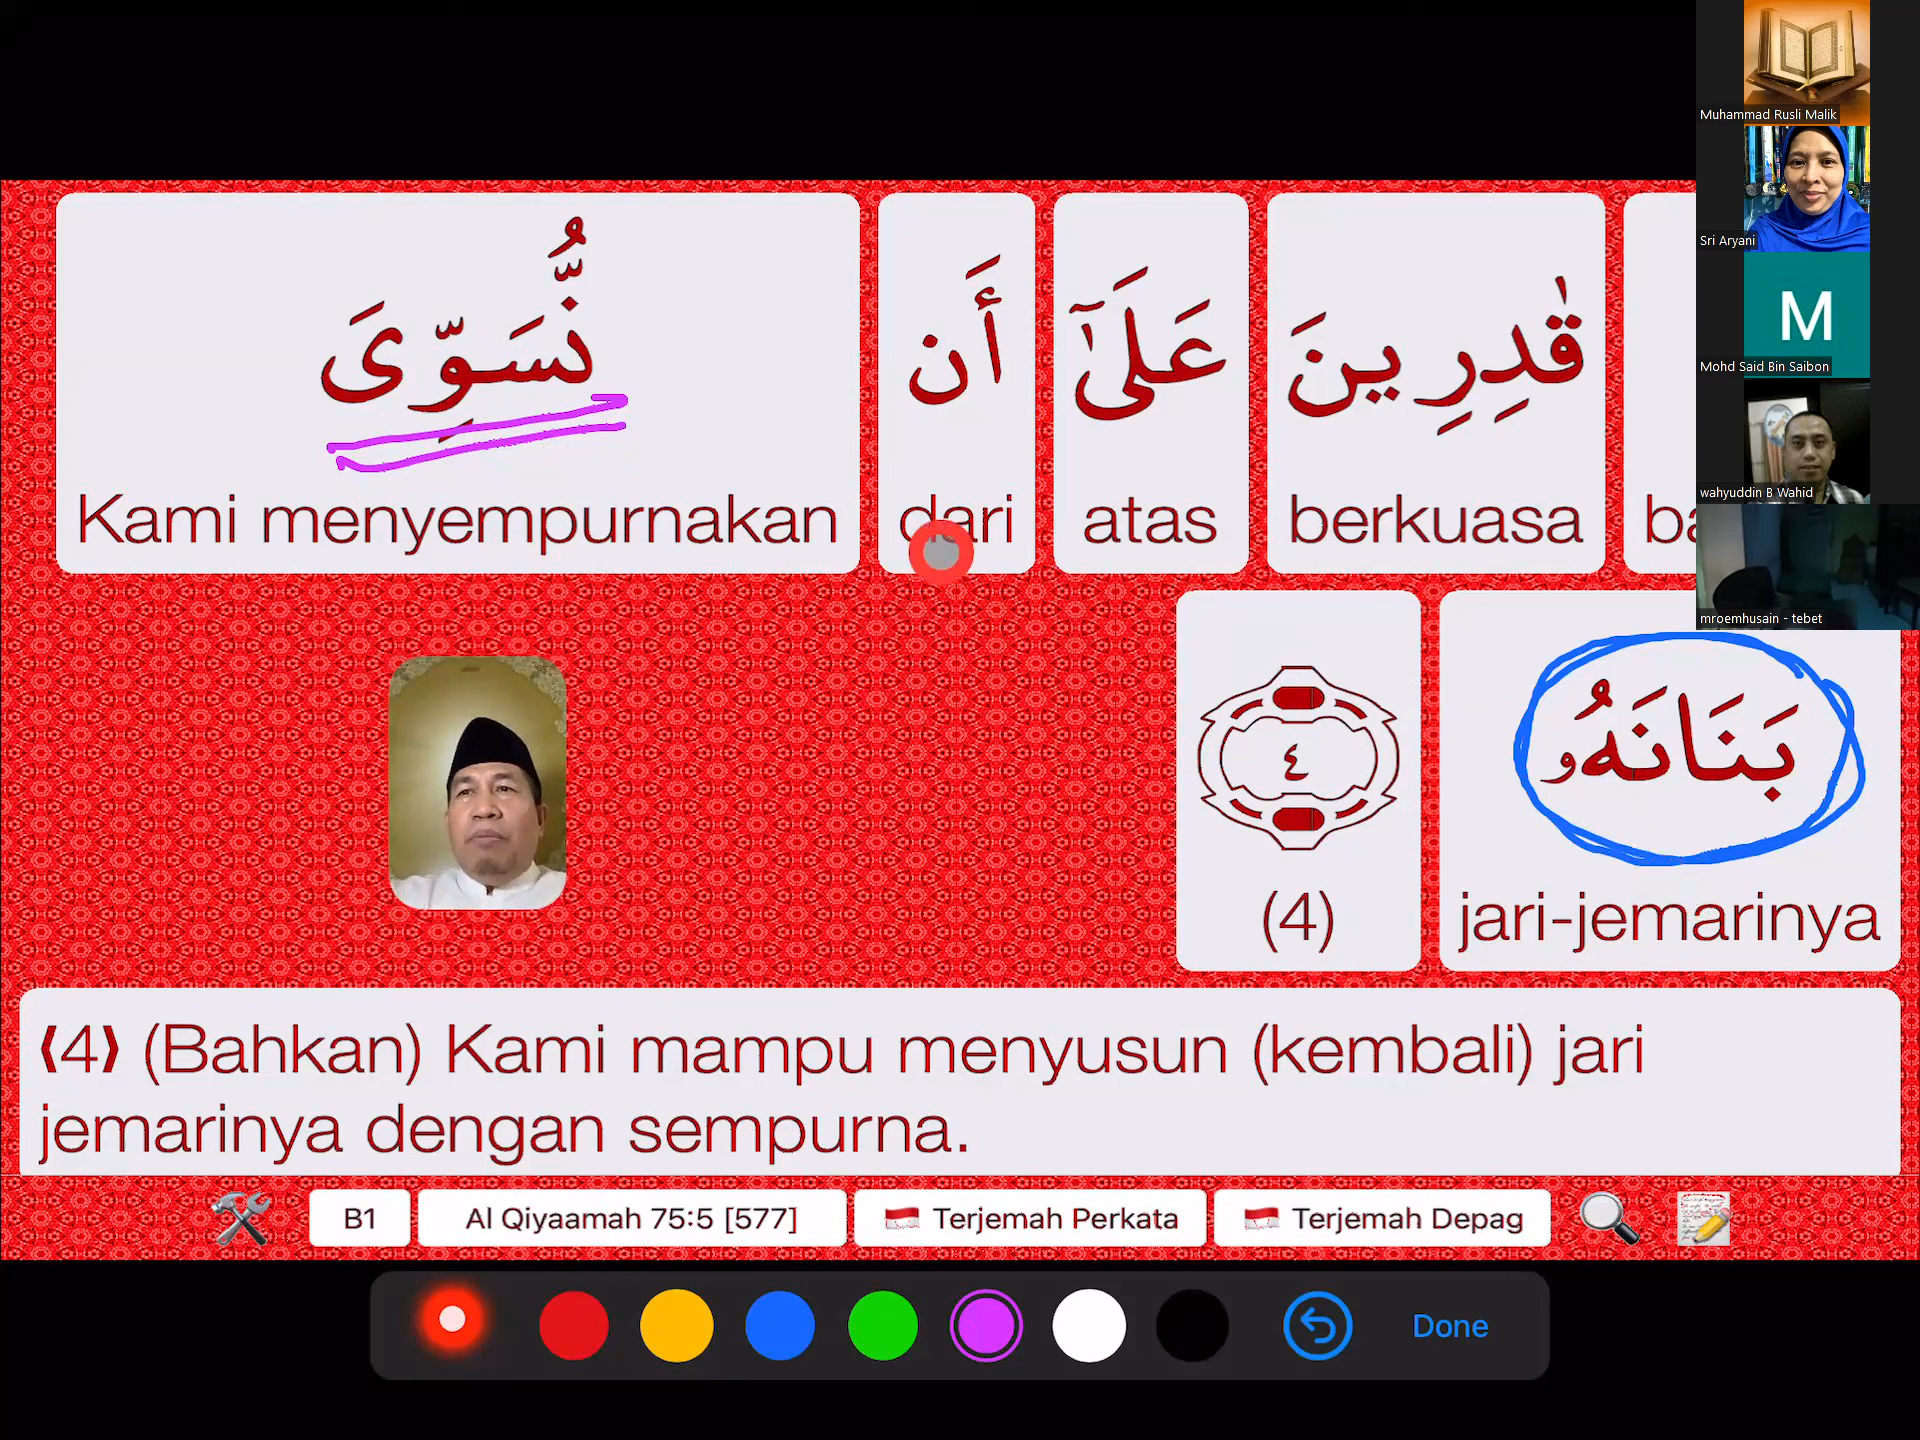 قَٰدِرِينَ عَلَىٰٓ أَن نُّسَوِّىَ
berkuasa atas dari Kami menyempurnakan
بَنَانَهُۥ ٤
jari-jemarinya (4)
⟨4⟩ (Bahkan) Kami mampu menyusun (kembali) jari
jemarinya dengan sempurna.
B1 Al Qiyaamah 75:5 [577] Terjemah Perkata Terjemah Depag
Done
Muhammad Rusli Malik
Sri Aryani
M
Mohd Said Bin Saibon
wahyuddin B Wahid
mroemhusain - tebet